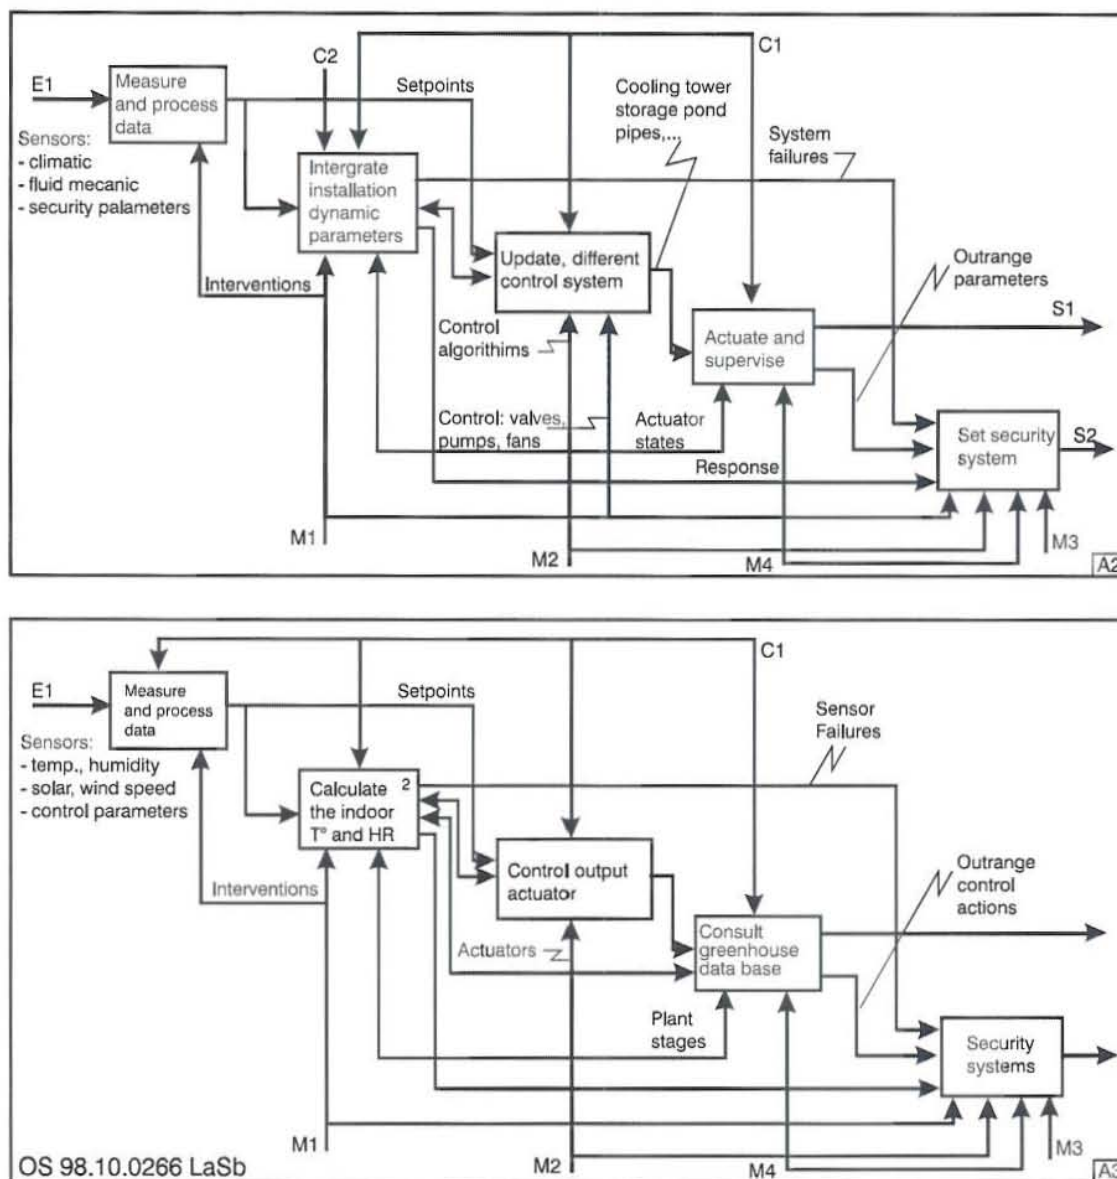 C1
C2
E1
Measure
and process
data
Setpoints
Cooling tower
storage pond
pipes,...
System
failures
Sensors:
- climatic
- fluid mecanic
- security palameters
Intergrate
installation
dynamic
parameters
Update, different
control system
Outrange
parameters
Interventions
S1
Control
algorithims
Actuate and
supervise
Control: valves,
pumps, fans
Actuator
states
Set security
system
S2
Response
M1
M2
M4
M3
A2
C1
E1
Measure
and process
data
Setpoints
Sensor
Failures
Sensors:
- temp., humidity
- solar, wind speed
- control parameters
Calculate 2
the indoor
T° and HR
Control output
actuator
Outrange
control
actions
Interventions
Actuators
Consult
greenhouse
data base
Plant
stages
Security
systems
M1
M2
M4
M3
OS 98.10.0266 LaSb
A3